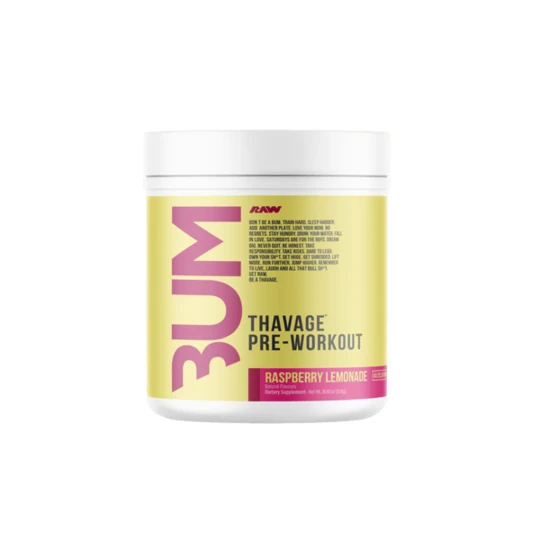 BUM
RAW
DON'T BE A BUM. TRAIN HARD. SLEEP HARDER.
ADD ANOTHER PLATE. LOVE YOUR MOM. NO
REGRETS. STAY HUNGRY. DRINK YOUR WATER. FALL
IN LOVE. SATURDAYS ARE FOR THE BOYS. DREAM
BIG. NEVER QUIT. BE HONEST. TAKE
RESPONSIBILITY. TAKE RISKS. DARE TO LEAD.
OWN YOUR SH*T. GET HUGE. GET SHREDDED. LIFT
MORE. RUN FURTHER. JUMP HIGHER. REMEMBER
TO LIVE, LAUGH AND ALL THAT BULL SH*T.
GET RAW.
BE A THAVAGE.
THAVAGE
PRE-WORKOUT
RASPBERRY LEMONADE
Natural Flavours
Dietary Supplement